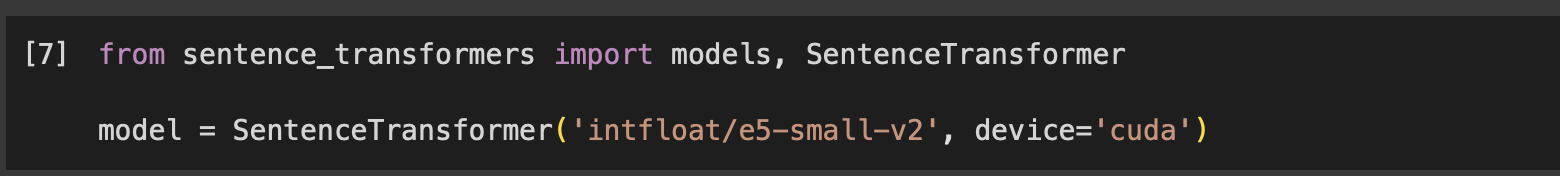 [7] from sentence_transformers import models, SentenceTransformer
model = SentenceTransformer('intfloat/e5-small-v2', device='cuda')